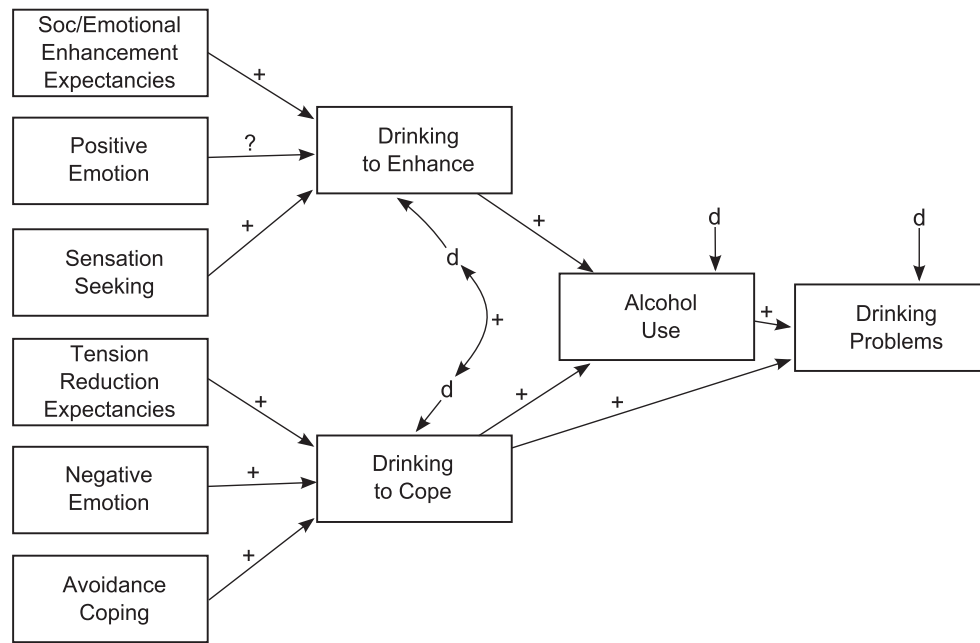 Soc/Emotional
Enhancement
Expectancies
+
Positive
Emotion
?
Sensation
Seeking
+
Drinking
to Enhance
+
d
+
d
Tension
Reduction
Expectancies
+
Negative
Emotion
+
Avoidance
Coping
+
Drinking
to Cope
+
+
d
Alcohol
Use
+
d
Drinking
Problems